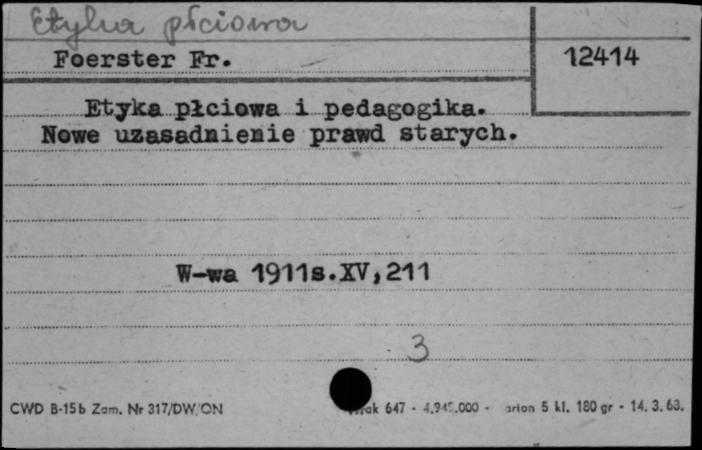 Etyka płciowa
Foerster Fr.
12414
Etyka płciowa i pedagogika.
Nowe uzasadnienie prawd starych.
W-wa 1911s.XV,211
3
CWD B-15b Zam. Nr 317/DW/ON
647 - 4.945.000 - 5 kl. 180 gr - 14. 3. 63.